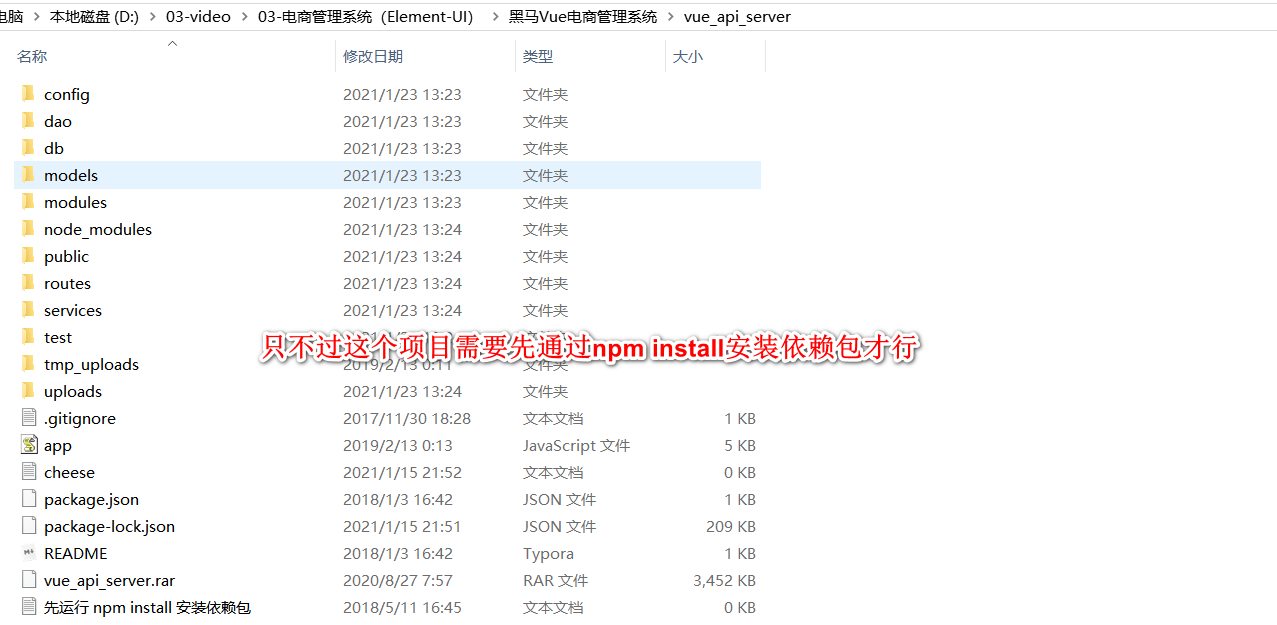 电脑 > 本地磁盘 (D:) > 03-video > 03-电商管理系统（Element-UI） > 黑马Vue电商管理系统 > vue_api_server
名称 修改日期 类型 大小
config 2021/1/23 13:23 文件夹
dao 2021/1/23 13:23 文件夹
db 2021/1/23 13:23 文件夹
models 2021/1/23 13:23 文件夹
modules 2021/1/23 13:23 文件夹
node_modules 2021/1/23 13:24 文件夹
public 2021/1/23 13:24 文件夹
routes 2021/1/23 13:24 文件夹
services 2021/1/23 13:24 文件夹
test
只不过这个项目需要先通过npm install安装依赖包才行
tmp_uploads 2019/2/13 0:11 文件夹
uploads 2021/1/23 13:24 文件夹
.gitignore 2017/11/30 18:28 文本文档 1 KB
app 2019/2/13 0:13 JavaScript 文件 5 KB
cheese 2021/1/15 21:52 文本文档 0 KB
package.json 2018/1/3 16:42 JSON 文件 1 KB
package-lock.json 2021/1/15 21:51 JSON 文件 209 KB
README 2018/1/3 16:42 Typora 1 KB
vue_api_server.rar 2020/8/27 7:57 RAR 文件 3,452 KB
先运行 npm install 安装依赖包 2018/5/11 16:45 文本文档 0 KB